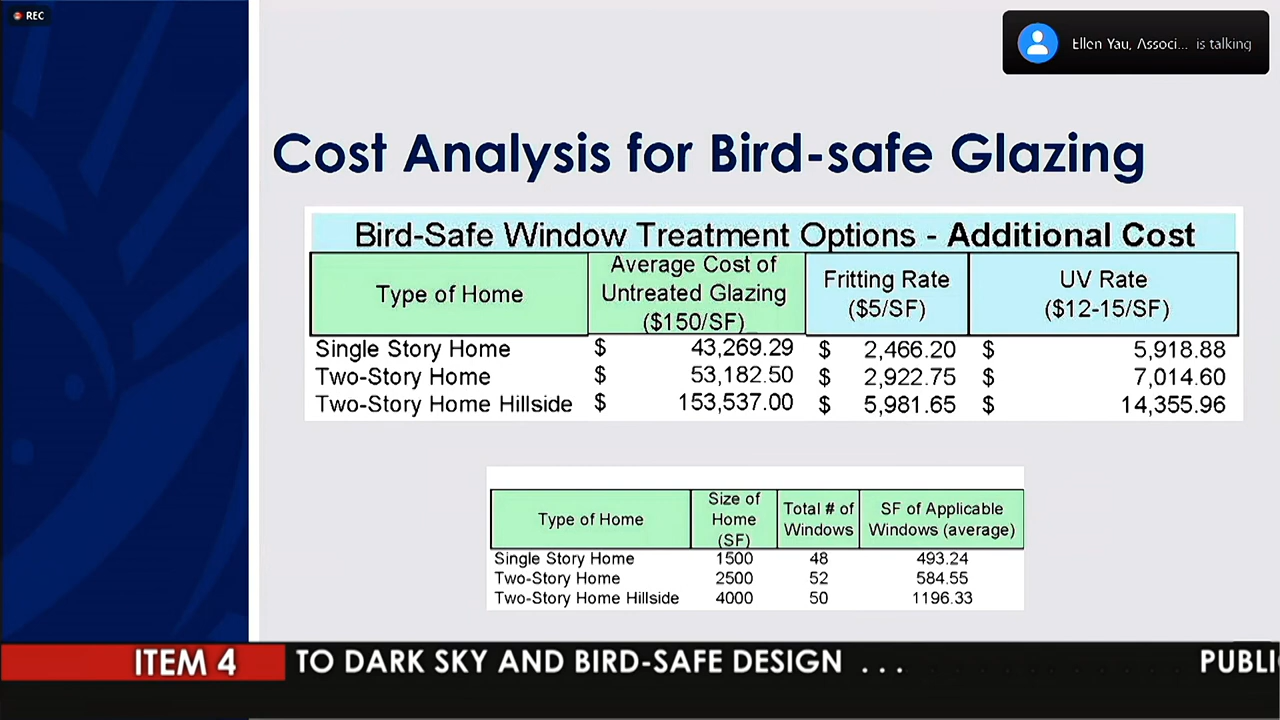 REC
Ellen Yau, Associ... is talking
Cost Analysis for Bird-safe Glazing
Bird-Safe Window Treatment Options - Additional Cost
Type of Home
Average Cost of
Untreated Glazing
($150/SF)
Fritting Rate
($5/SF)
UV Rate
($12-15/SF)
Single Story Home $ 43,269.29 $ 2,466.20 $ 5,918.88
Two-Story Home $ 53,182.50 $ 2,922.75 $ 7,014.60
Two-Story Home Hillside $ 153,537.00 $ 5,981.65 $ 14,355.96
Type of Home
Size of
Home
(SF)
Total # of
Windows
SF of Applicable
Windows (average)
Single Story Home 1500 48 493.24
Two-Story Home 2500 52 584.55
Two-Story Home Hillside 4000 50 1196.33
ITEM 4 TO DARK SKY AND BIRD-SAFE DESIGN . . . PUBLI